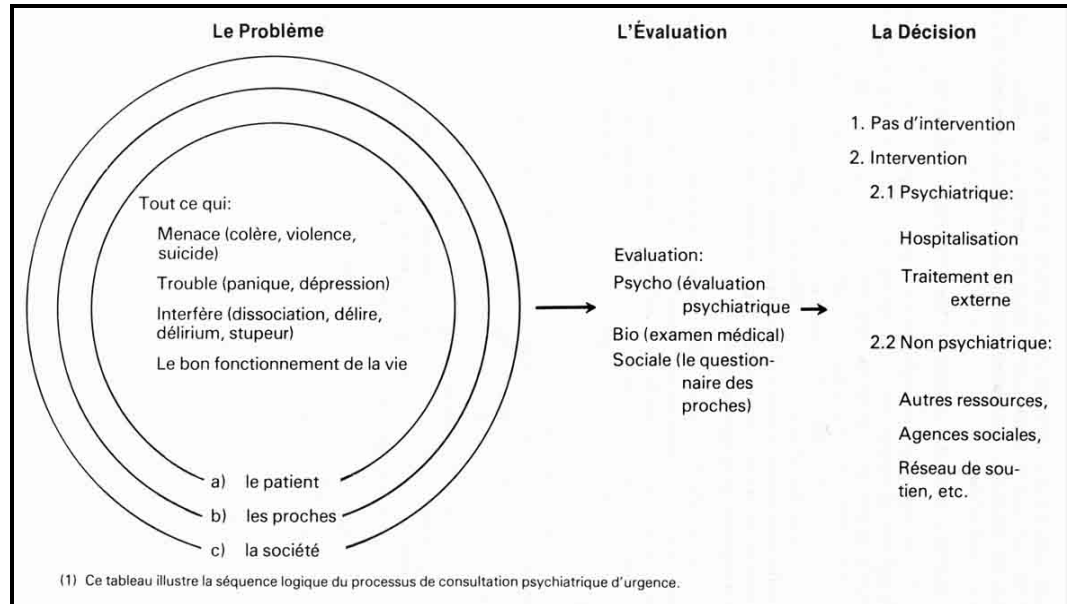 Le Problème
Tout ce qui:
Menace (colère, violence,
suicide)
Trouble (panique, dépression)
Interfère (dissociation, délire,
délirium, stupeur)
Le bon fonctionnement de la vie
a) le patient
b) les proches
c) la société
L'Évaluation
Evaluation:
Psycho (évaluation
psychiatrique
Bio (examen médical)
Sociale (le question-
naire des
proches)
La Décision
1. Pas d'intervention
2. Intervention
2.1 Psychiatrique:
Hospitalisation
Traitement en
externe
2.2 Non psychiatrique:
Autres ressources,
Agences sociales,
Réseau de sou-
tien, etc.
(1) Ce tableau illustre la séquence logique du processus de consultation psychiatrique d'urgence.